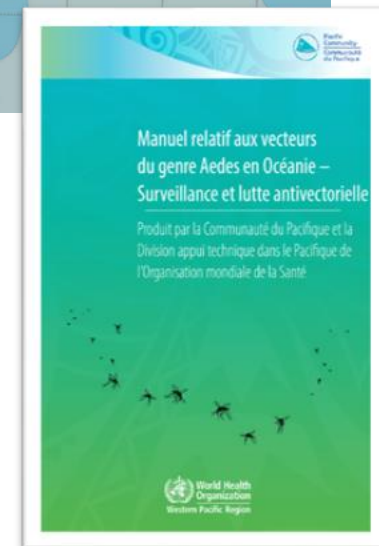 Pacific
Community
Communauté
du Pacifique
Manuel relatif aux vecteurs
du genre Aedes en Océanie –
Surveillance et lutte antivectorielle
Produit par la Communauté du Pacifique et la
Division appui technique dans le Pacifique de
l'Organisation mondiale de la Santé
World Health
Organization
Western Pacific Region